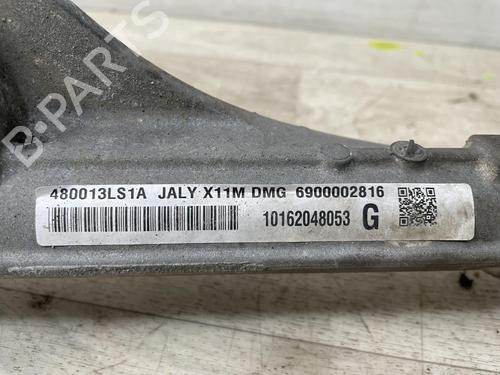 B-PARTS
480013LS1A JALY X11M DMG 6900002816
10162048053 G